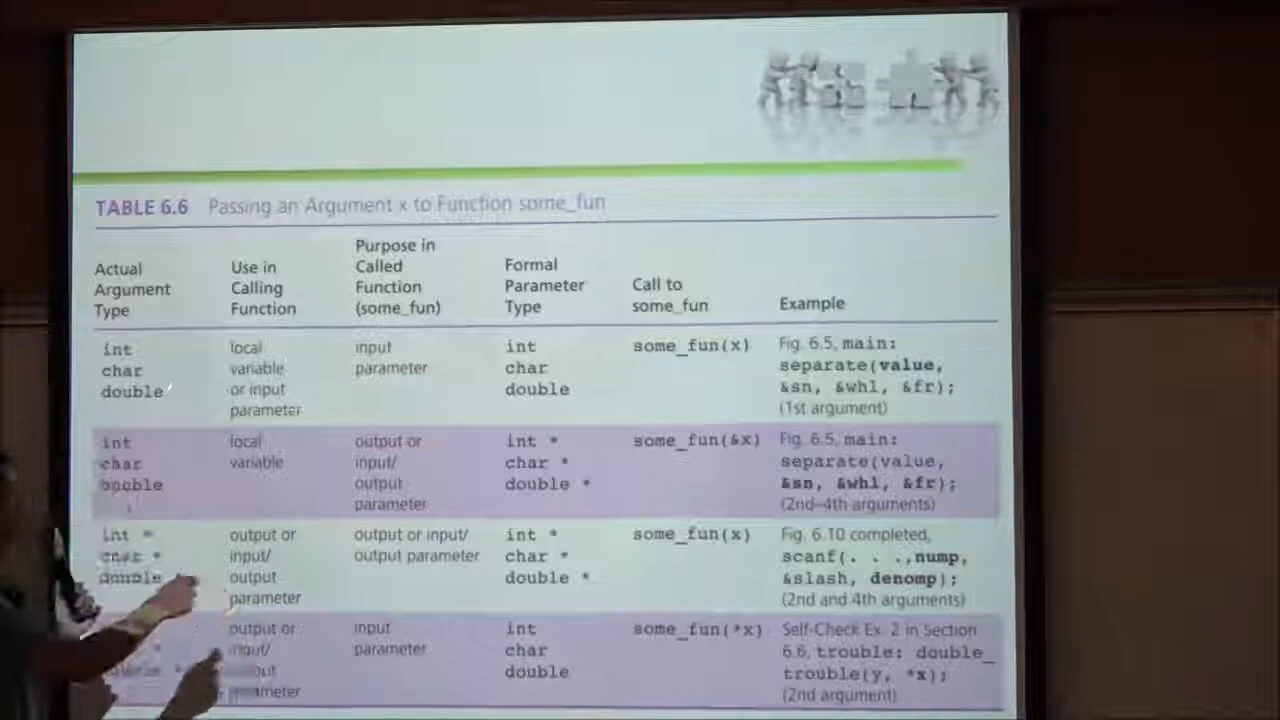 TABLE 6.6 Passing an Argument x to Function some_fun
Actual
Argument
Type
Use in
Calling
Function
Purpose in
Called
Function
(some_fun)
Formal
Parameter
Type
Call to
some_fun
Example
int
char
double
local
variable
or input
parameter
input
parameter
int
char
double
some_fun(x)
Fig. 6.5, main:
separate(value,
&sn, &whl, &fr);
(1st argument)
int
char
double
local
variable
output or
input/
output
parameter
int *
char *
double *
some_fun(&x)
Fig. 6.5, main:
separate(value,
&sn, &whl, &fr);
(2nd–4th arguments)
int *
char *
double *
output or
input/
output
parameter
output or input/
output parameter
int *
char *
double *
some_fun(x)
Fig. 6.10 completed,
scanf(. . .,nump,
&slash, denomp);
(2nd and 4th arguments)
*
*
output or
input/
output
parameter
input
parameter
int
char
double
some_fun(*x)
Self-Check Ex. 2 in Section
6.6, trouble: double_
trouble(y, *x);
(2nd argument)